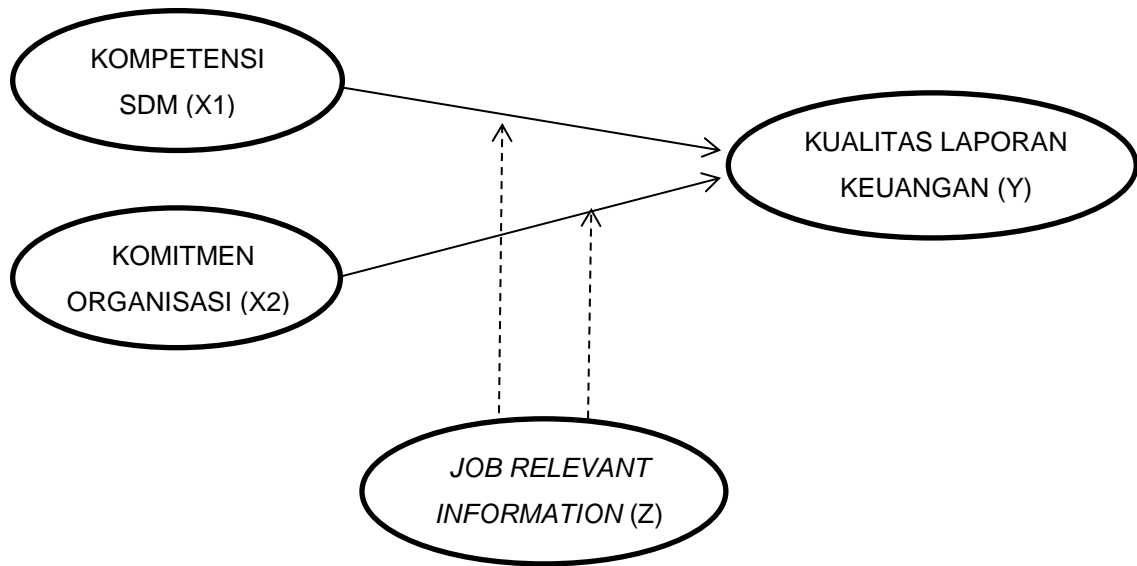 KOMPETENSI
SDM (X1)
KUALITAS LAPORAN
KEUANGAN (Y)
KOMITMEN
ORGANISASI (X2)
JOB RELEVANT
INFORMATION (Z)